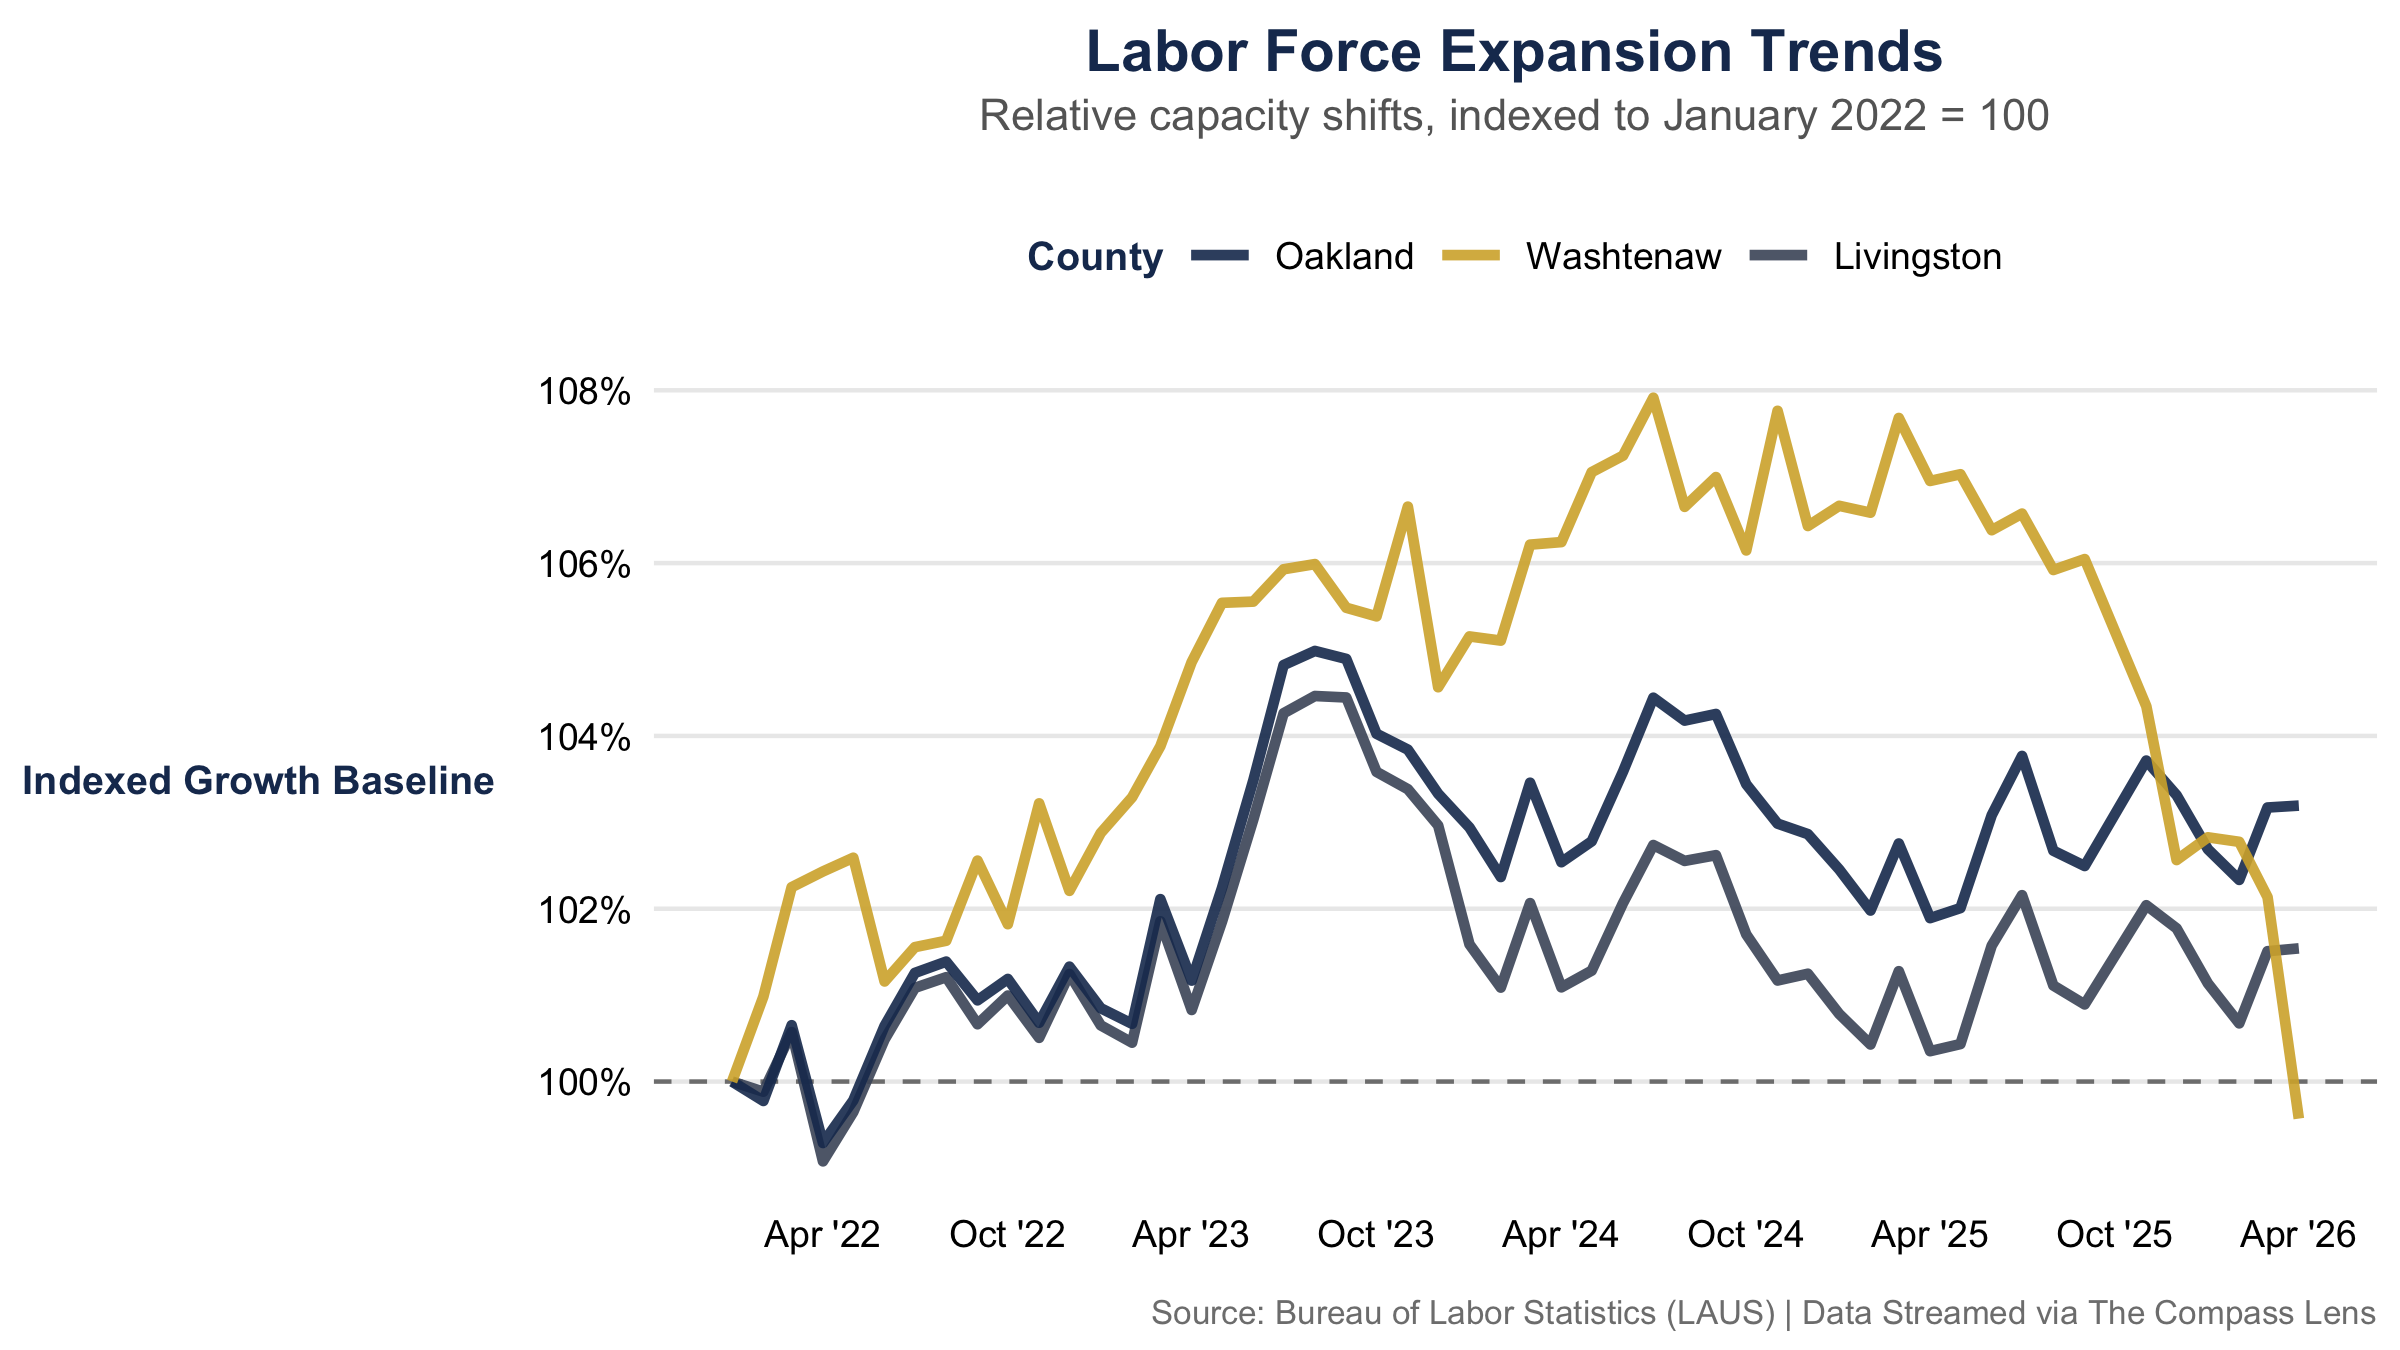 Labor Force Expansion Trends
Relative capacity shifts, indexed to January 2022 = 100
County Oakland Washtenaw Livingston
108%
106%
104%
Indexed Growth Baseline
102%
100%
Apr '22 Oct '22 Apr '23 Oct '23 Apr '24 Oct '24 Apr '25 Oct '25 Apr '26
Source: Bureau of Labor Statistics (LAUS) | Data Streamed via The Compass Lens